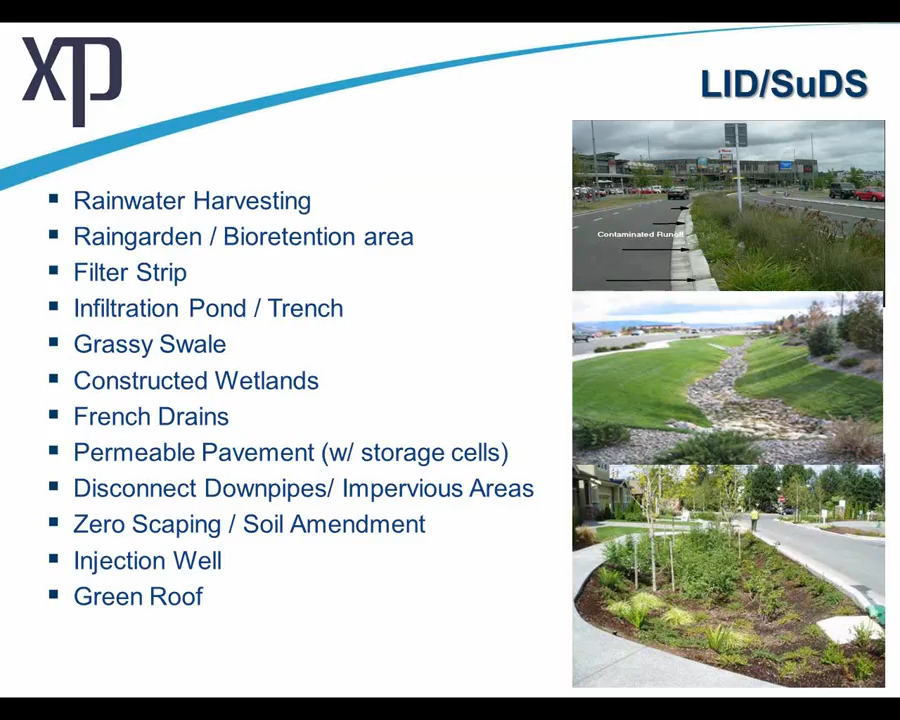 XP
LID/SuDS
Rainwater Harvesting
Raingarden / Bioretention area
Filter Strip
Infiltration Pond / Trench
Grassy Swale
Constructed Wetlands
French Drains
Permeable Pavement (w/ storage cells)
Disconnect Downpipes/ Impervious Areas
Zero Scaping / Soil Amendment
Injection Well
Green Roof
Contaminated Runoff